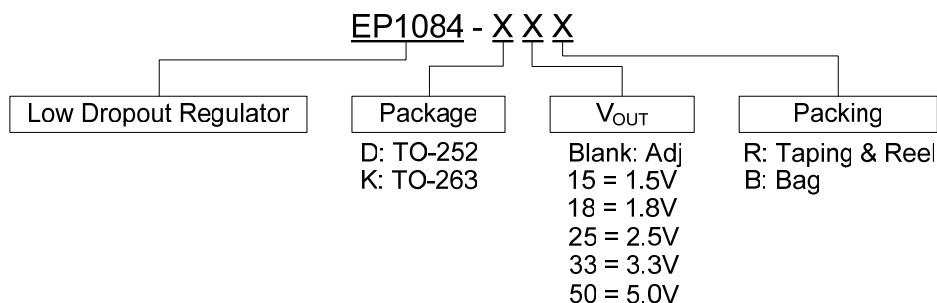 EP1084 - X X X
Low Dropout Regulator
Package
D: TO-252
K: TO-263
VOUT
Blank: Adj
15 = 1.5V
18 = 1.8V
25 = 2.5V
33 = 3.3V
50 = 5.0V
Packing
R: Taping & Reel
B: Bag